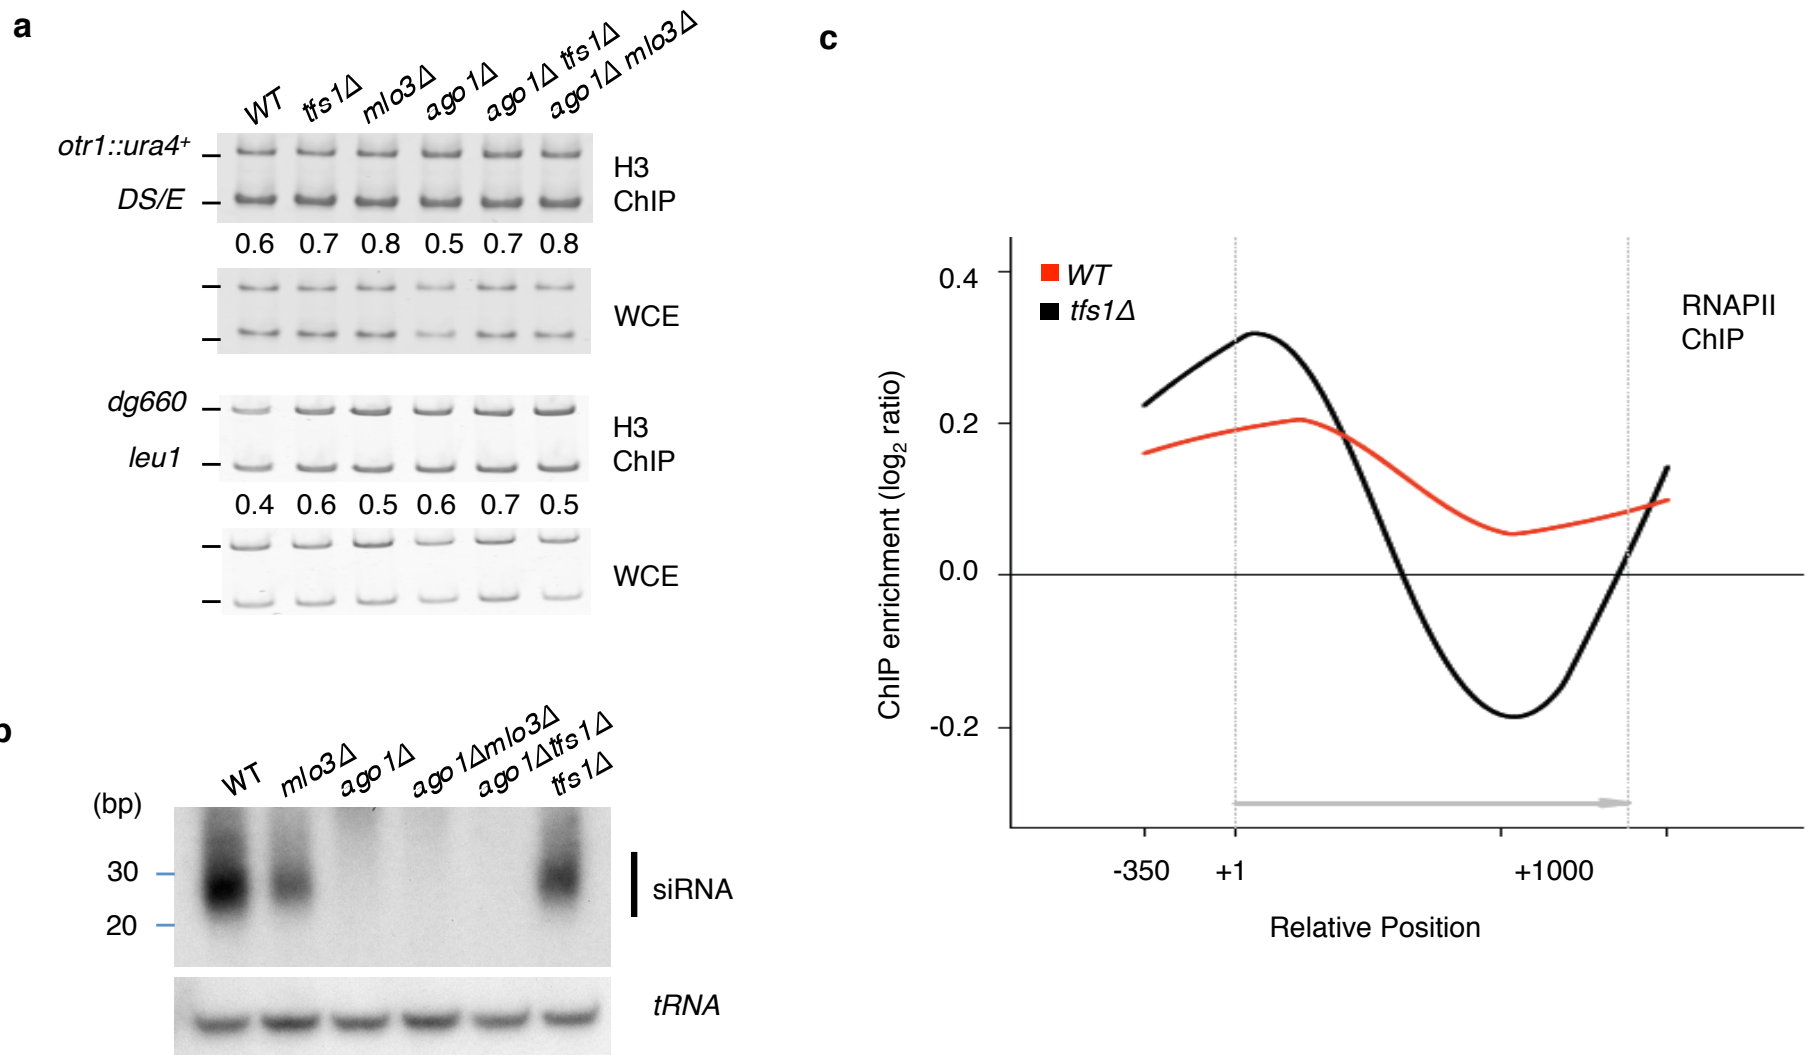 a
WT tfs1Δ mlo3Δ ago1Δ ago1Δ tfs1Δ ago1Δ mlo3Δ
otr1::ura4+
DS/E
H3
ChIP
0.6 0.7 0.8 0.5 0.7 0.8
WCE
dg660
leu1
H3
ChIP
0.4 0.6 0.5 0.6 0.7 0.5
WCE
b
WT mlo3Δ ago1Δ ago1Δmlo3Δ ago1Δtfs1Δ tfs1Δ
(bp)
30
20
siRNA
tRNA
c
WT
tfs1Δ
RNAPII
ChIP
ChIP enrichment (log2 ratio)
0.4
0.2
0.0
-0.2
-350 +1 +1000
Relative Position